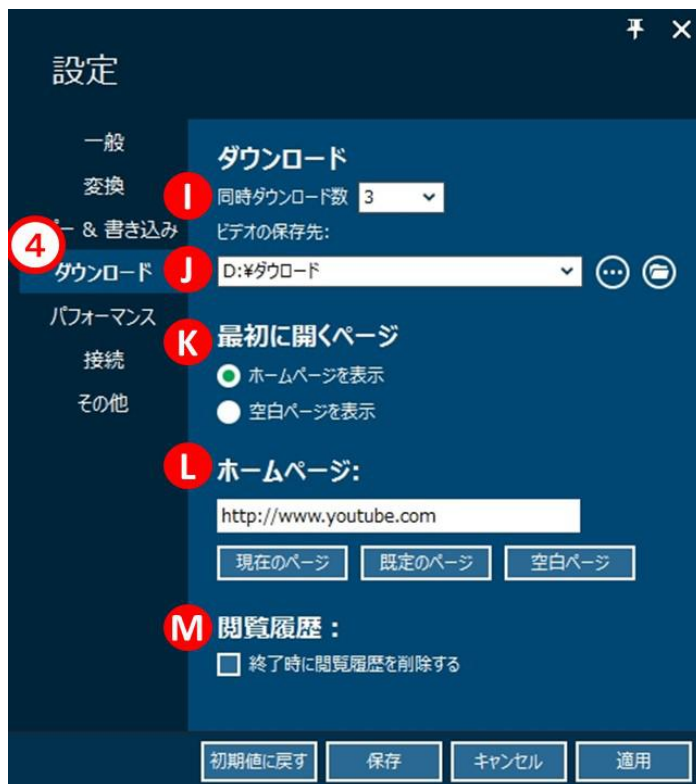 設定
一般
変換
ー & 書き込み
④
ダウンロード
パフォーマンス
接続
その他
ダウンロード
I 同時ダウンロード数 3
ビデオの保存先:
J D:¥ダウロード
K 最初に開くページ
ホームページを表示
空白ページを表示
L ホームページ:
http://www.youtube.com
現在のページ 既定のページ 空白ページ
M 閲覧履歴：
終了時に閲覧履歴を削除する
初期値に戻す 保存 キャンセル 適用